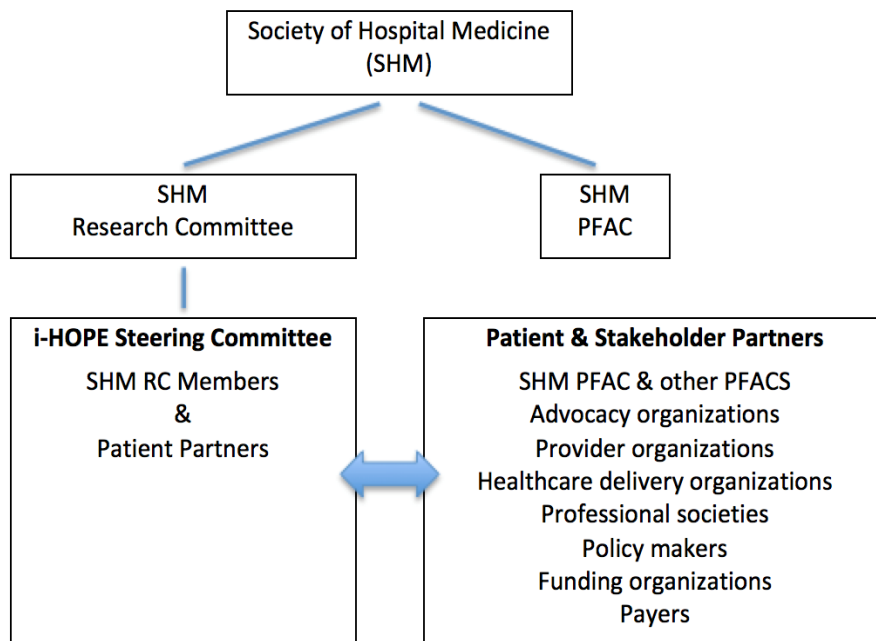 Society of Hospital Medicine
(SHM)
SHM
Research Committee
SHM
PFAC
i-HOPE Steering Committee
SHM RC Members
&
Patient Partners
Patient & Stakeholder Partners
SHM PFAC & other PFACS
Advocacy organizations
Provider organizations
Healthcare delivery organizations
Professional societies
Policy makers
Funding organizations
Payers